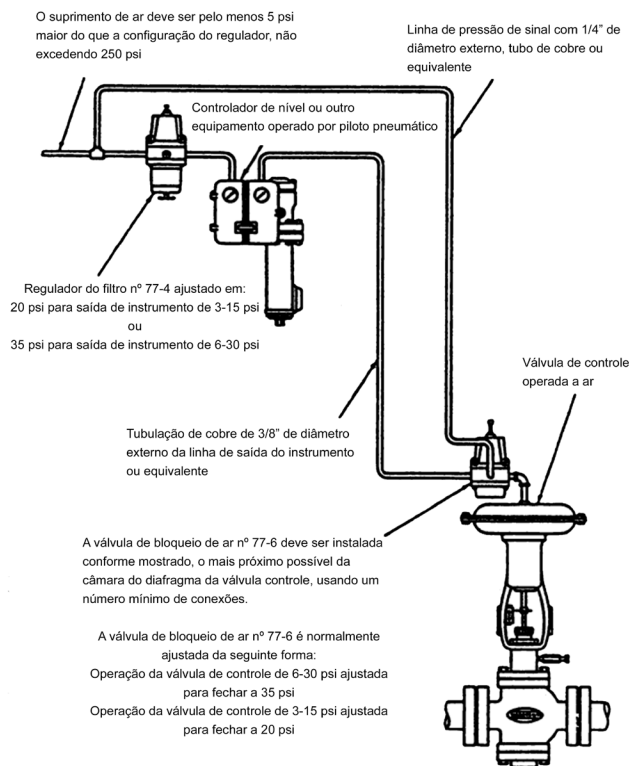 O suprimento de ar deve ser pelo menos 5 psi
maior do que a configuração do regulador, não
excedendo 250 psi
Linha de pressão de sinal com 1/4” de
diâmetro externo, tubo de cobre ou
equivalente
Controlador de nível ou outro
equipamento operado por piloto pneumático
Regulador do filtro nº 77-4 ajustado em:
20 psi para saída de instrumento de 3-15 psi
ou
35 psi para saída de instrumento de 6-30 psi
Válvula de controle
operada a ar
Tubulação de cobre de 3/8” de diâmetro
externo da linha de saída do instrumento
ou equivalente
A válvula de bloqueio de ar nº 77-6 deve ser instalada
conforme mostrado, o mais próximo possível da
câmara do diafragma da válvula controle, usando um
número mínimo de conexões.
A válvula de bloqueio de ar nº 77-6 é normalmente
ajustada da seguinte forma:
Operação da válvula de controle de 6-30 psi ajustada
para fechar a 35 psi
Operação da válvula de controle de 3-15 psi ajustada
para fechar a 20 psi